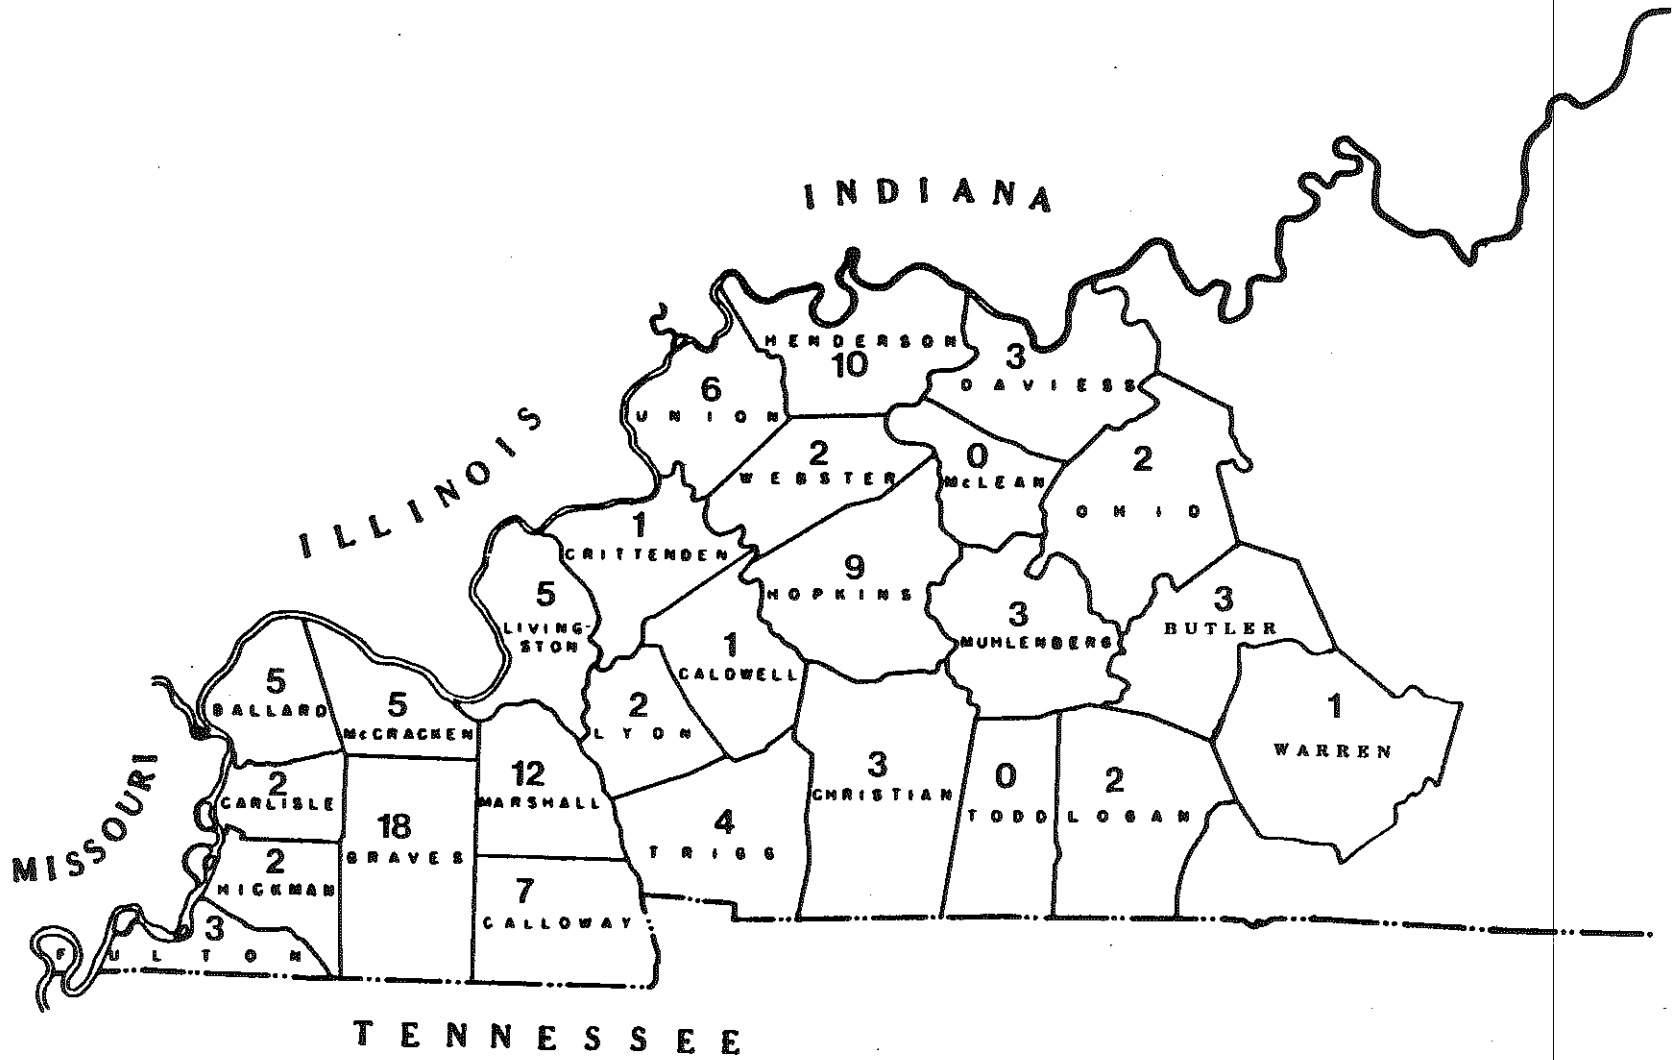 INDIANA
HENDERSON
10
3
DAVIESS
6
UNION
ILLINOIS
2
WEBSTER
0
McLEAN
2
OHIO
1
CRITTENDEN
9
HOPKINS
5
LIVING-
STON
3
MUHLENBERG
3
BUTLER
1
CALDWELL
5
BALLARD
5
McCRACKEN
2
LYON
1
WARREN
MISSOURI
2
CARLISLE
12
MARSHALL
3
CHRISTIAN
0
TODD
2
LOGAN
18
GRAVES
4
TRIGG
2
HICKMAN
7
CALLOWAY
3
FULTON
TENNESSEE